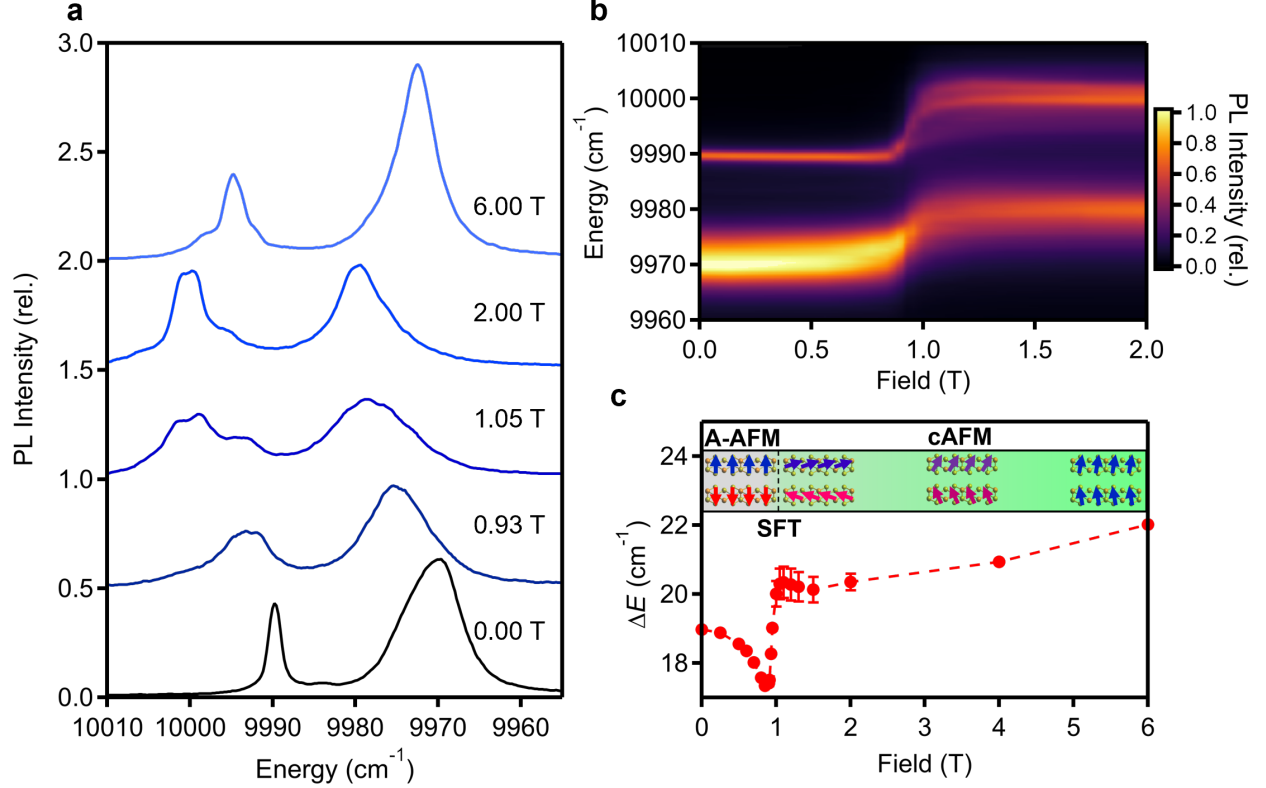 a
3.0
2.5
2.0
1.5
1.0
0.5
0.0
PL Intensity (rel.)
6.00 T
2.00 T
1.05 T
0.93 T
0.00 T
10010 10000 9990 9980 9970 9960
Energy (cm⁻¹)
b
10010
10000
9990
9980
9970
9960
Energy (cm⁻¹)
0.0 0.5 1.0 1.5 2.0
Field (T)
1.0
0.8
0.6
0.4
0.2
0.0
PL Intensity (rel.)
c
24
22
20
18
ΔE (cm⁻¹)
A-AFM cAFM
SFT
0 1 2 3 4 5 6
Field (T)